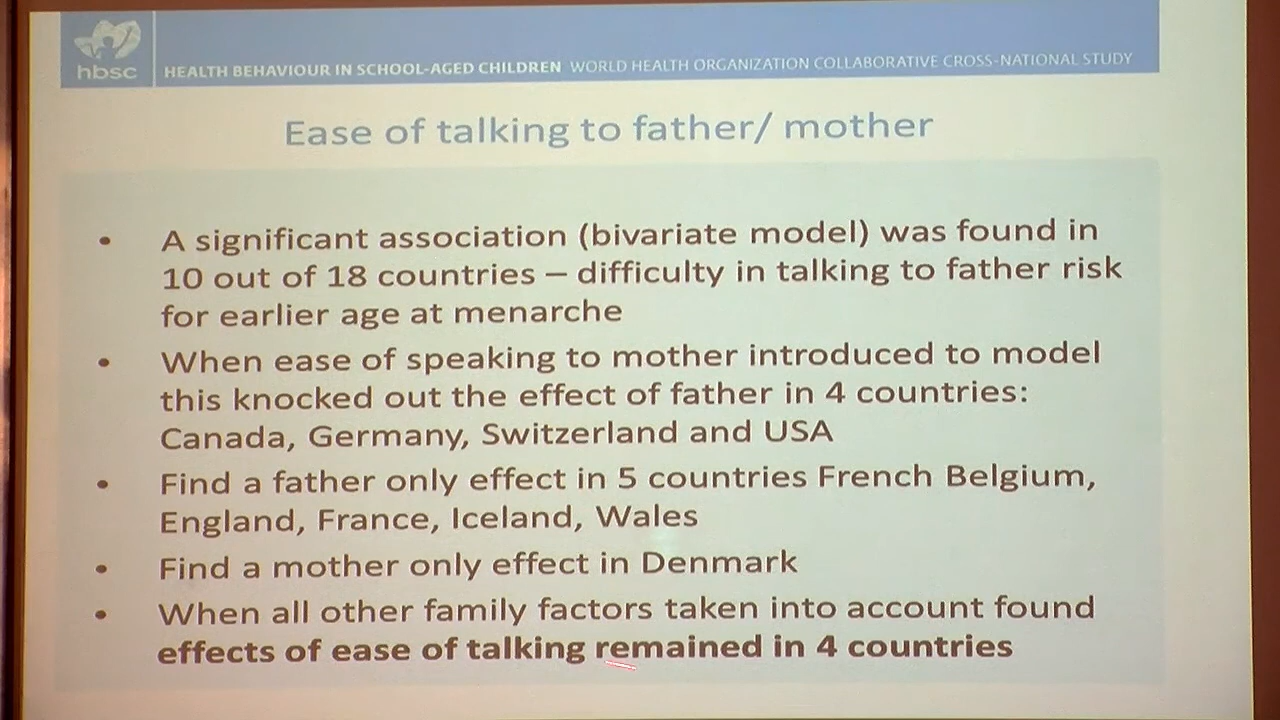 hbsc
HEALTH BEHAVIOUR IN SCHOOL-AGED CHILDREN WORLD HEALTH ORGANIZATION COLLABORATIVE CROSS-NATIONAL STUDY
Ease of talking to father/ mother
• A significant association (bivariate model) was found in
10 out of 18 countries – difficulty in talking to father risk
for earlier age at menarche
• When ease of speaking to mother introduced to model
this knocked out the effect of father in 4 countries:
Canada, Germany, Switzerland and USA
• Find a father only effect in 5 countries French Belgium,
England, France, Iceland, Wales
• Find a mother only effect in Denmark
• When all other family factors taken into account found
effects of ease of talking remained in 4 countries